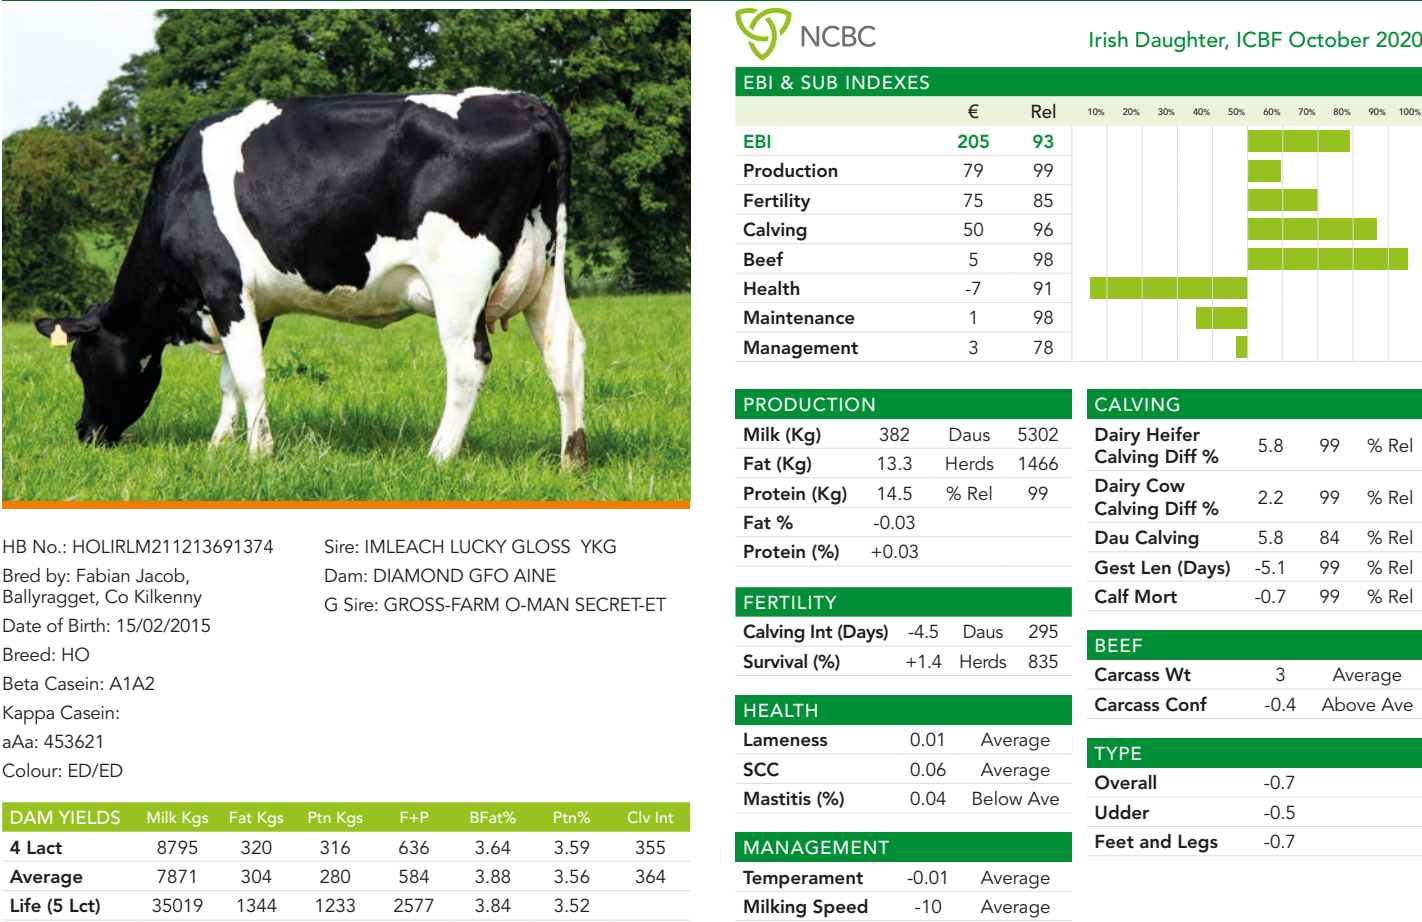 NCBC
Irish Daughter, ICBF October 2020
EBI & SUB INDEXES
€ Rel 10% 20% 30% 40% 50% 60% 70% 80% 90% 100%
EBI 205 93
Production 79 99
Fertility 75 85
Calving 50 96
Beef 5 98
Health -7 91
Maintenance 1 98
Management 3 78
HB No.: HOLIRLM211213691374
Bred by: Fabian Jacob,
Ballyragget, Co Kilkenny
Date of Birth: 15/02/2015
Breed: HO
Beta Casein: A1A2
Kappa Casein:
aAa: 453621
Colour: ED/ED
Sire: IMLEACH LUCKY GLOSS YKG
Dam: DIAMOND GFO AINE
G Sire: GROSS-FARM O-MAN SECRET-ET
DAM YIELDS Milk Kgs Fat Kgs Ptn Kgs F+P BFat% Ptn% Clv Int
4 Lact 8795 320 316 636 3.64 3.59 355
Average 7871 304 280 584 3.88 3.56 364
Life (5 Lct) 35019 1344 1233 2577 3.84 3.52
PRODUCTION
Milk (Kg) 382 Daus 5302
Fat (Kg) 13.3 Herds 1466
Protein (Kg) 14.5 % Rel 99
Fat % -0.03
Protein (%) +0.03
FERTILITY
Calving Int (Days) -4.5 Daus 295
Survival (%) +1.4 Herds 835
HEALTH
Lameness 0.01 Average
SCC 0.06 Average
Mastitis (%) 0.04 Below Ave
MANAGEMENT
Temperament -0.01 Average
Milking Speed -10 Average
CALVING
Dairy Heifer
Calving Diff % 5.8 99 % Rel
Dairy Cow
Calving Diff % 2.2 99 % Rel
Dau Calving 5.8 84 % Rel
Gest Len (Days) -5.1 99 % Rel
Calf Mort -0.7 99 % Rel
BEEF
Carcass Wt 3 Average
Carcass Conf -0.4 Above Ave
TYPE
Overall -0.7
Udder -0.5
Feet and Legs -0.7